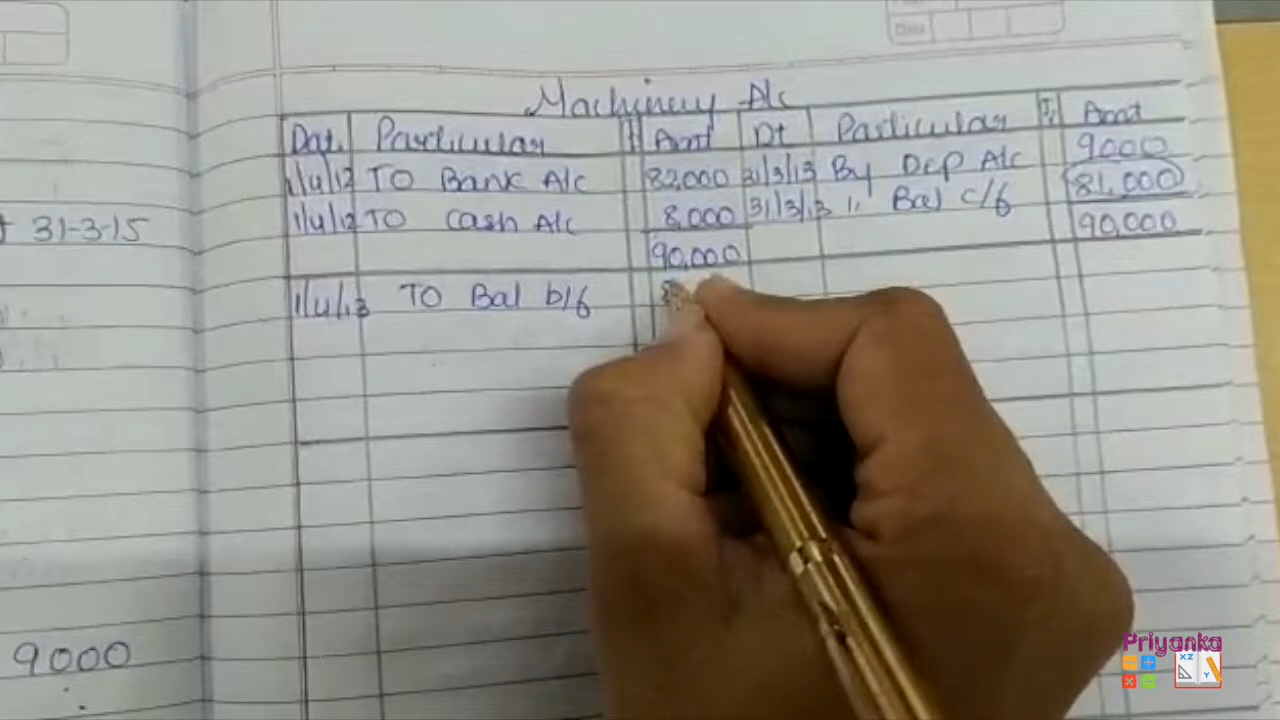 Date
Machinery A/c
Dat. Particular Amt Dt Particular Amt
1/4/12 TO Bank A/c 82,000 31/3/13 By Dep A/c 9000
1/4/12 TO Cash A/c 8,000 31/3/13 ,, Bal c/f 81,000
90,000 90,000
1/4/13 TO Bal b/f 8
31-3-15
9000
Priyanka